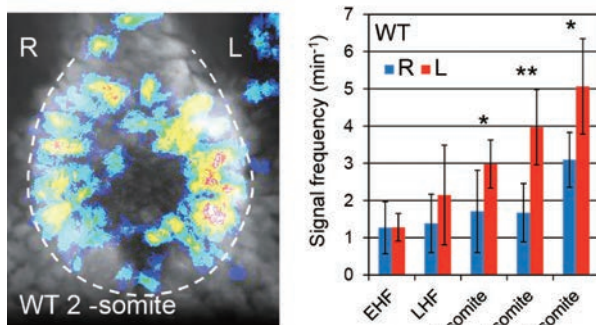 R
L
WT 2 -somite
Signal frequency (min⁻¹)
7
6
5
4
3
2
1
0
WT
R
L
*
**
*
EHF
LHF
somite
somite
somite